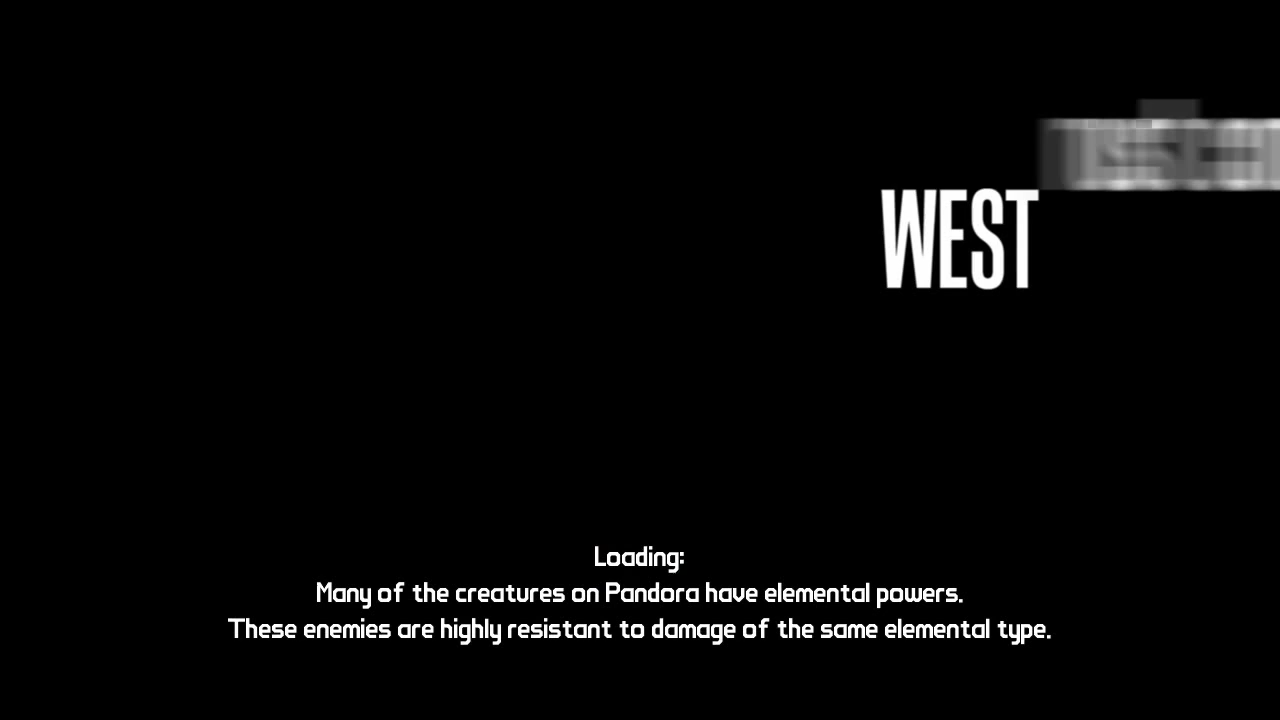 WEST
Loading:
Many of the creatures on Pandora have elemental powers.
These enemies are highly resistant to damage of the same elemental type.